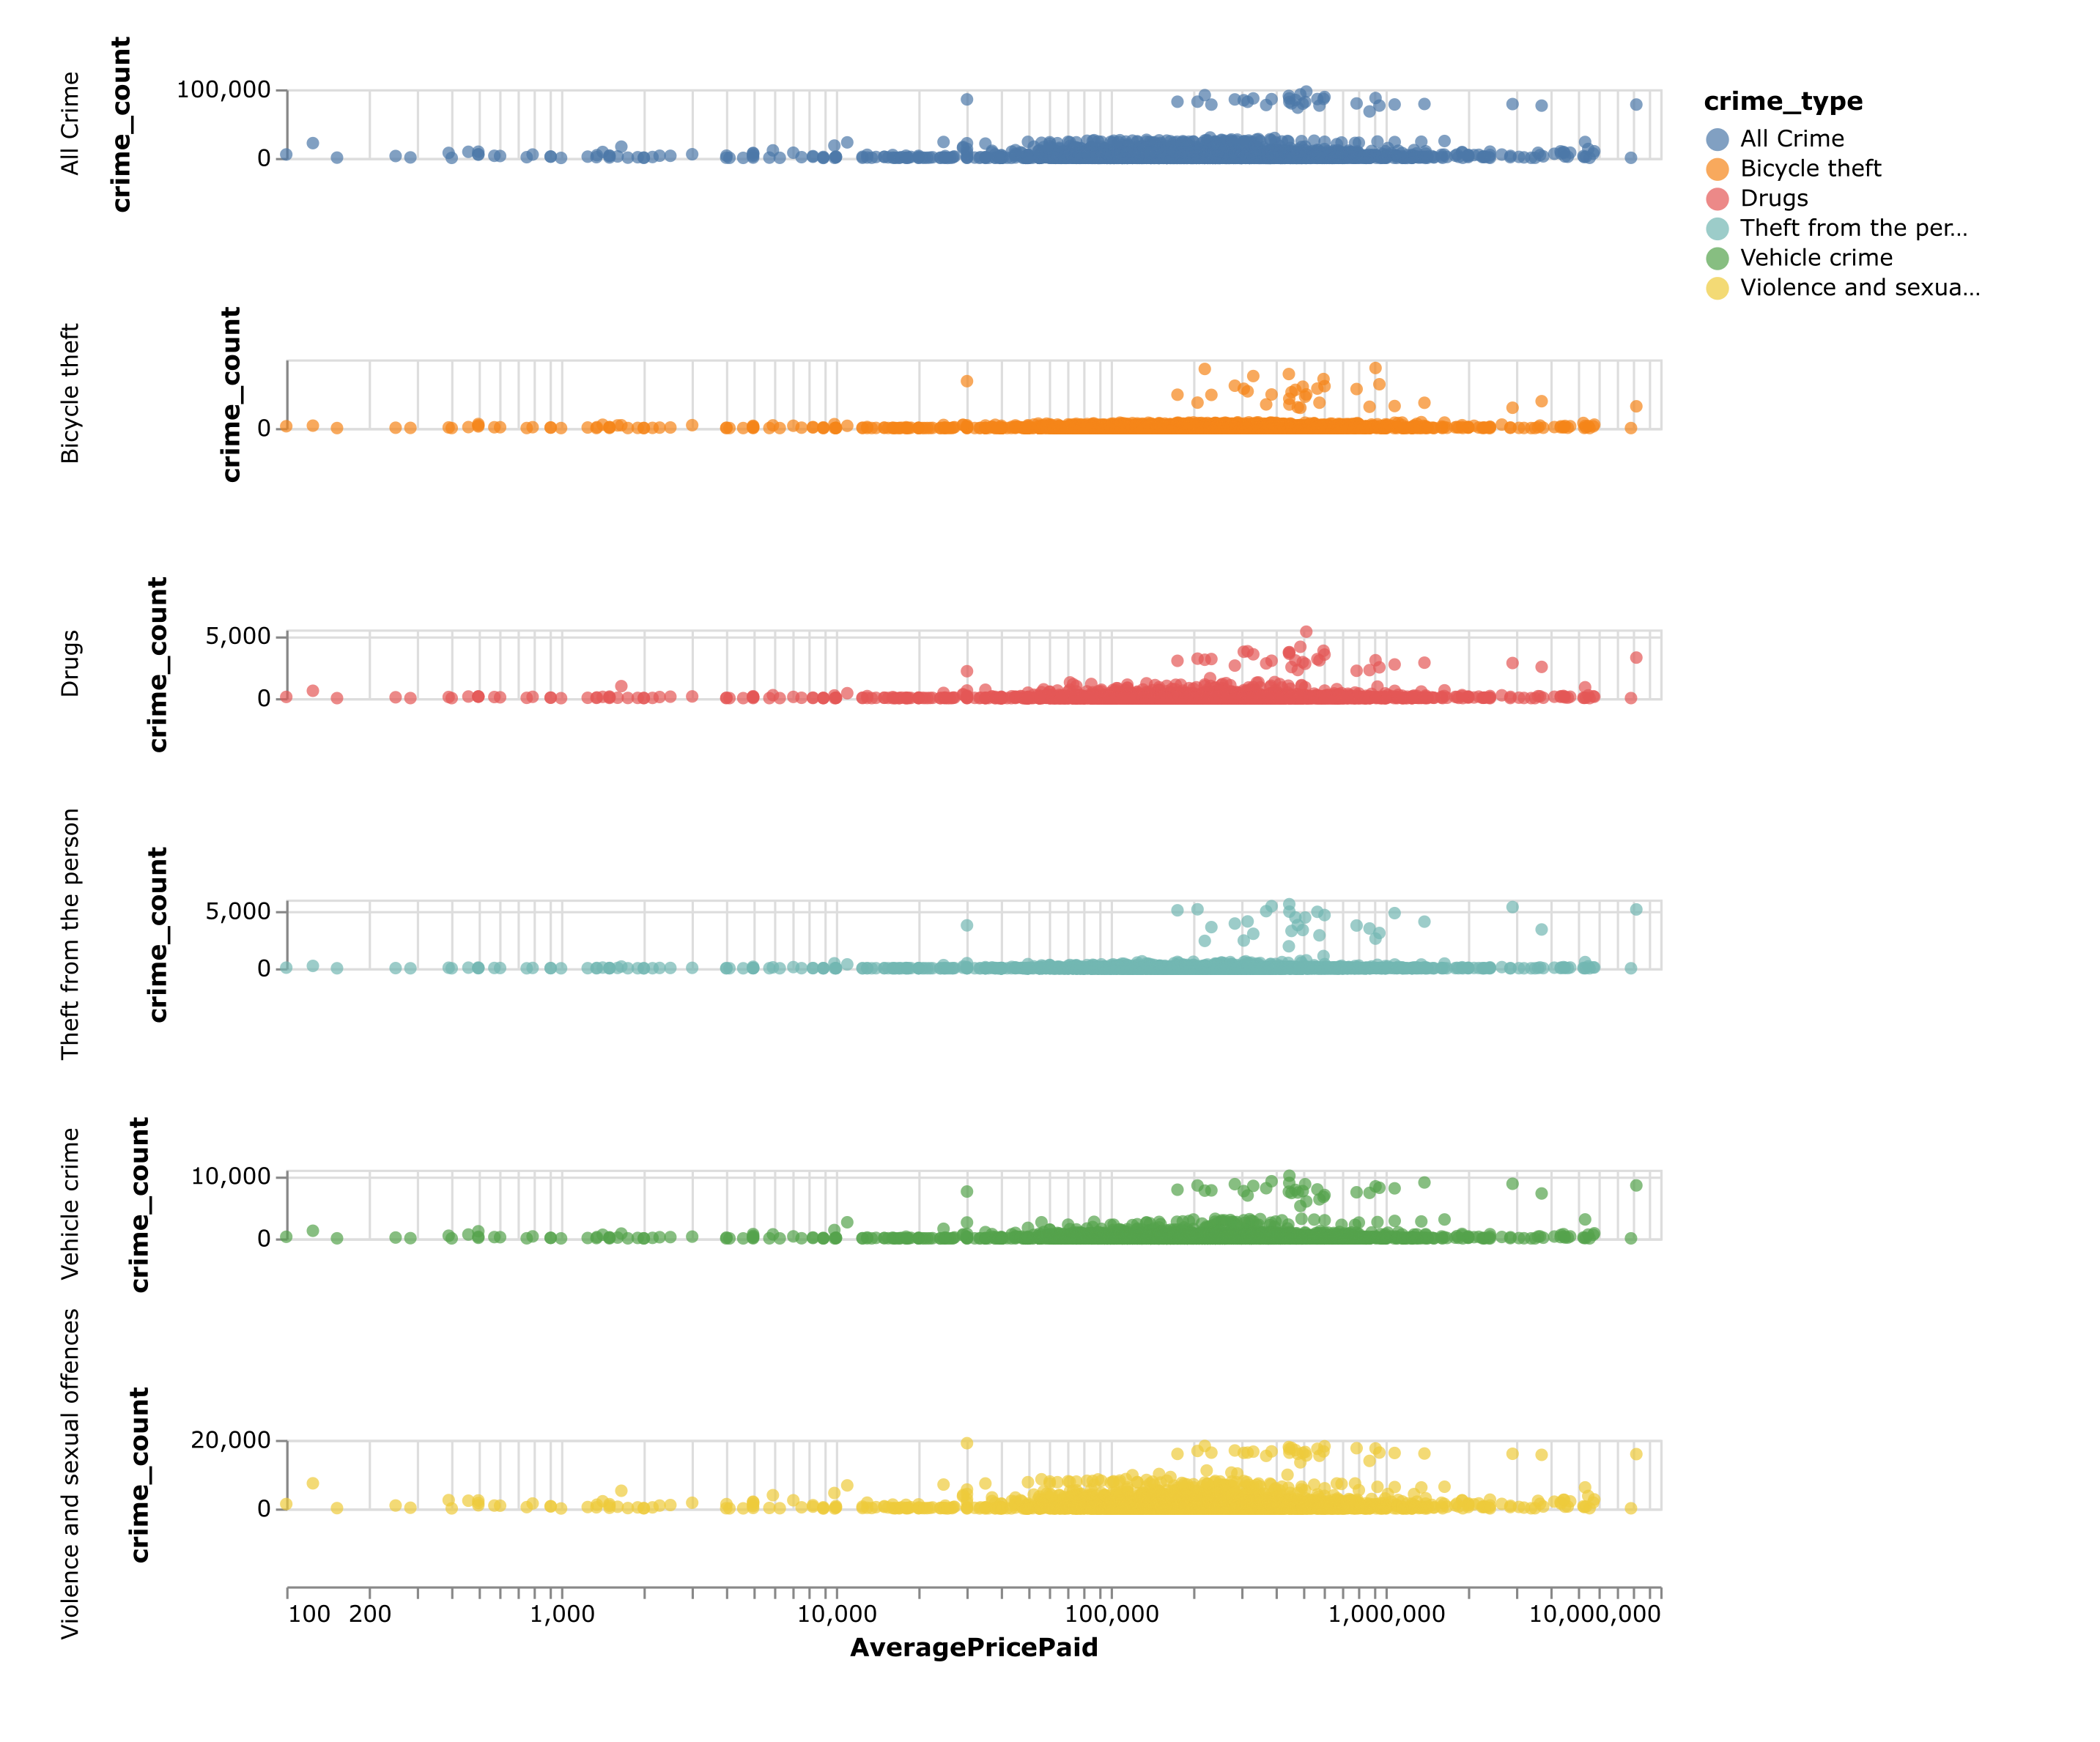 All Crime
crime_count
100,000
0
Bicycle theft
crime_count
0
Drugs
crime_count
5,000
0
Theft from the person
crime_count
5,000
0
Vehicle crime
crime_count
10,000
0
Violence and sexual offences
crime_count
20,000
0
100 200 1,000 10,000 100,000 1,000,000 10,000,000
AveragePricePaid
crime_type
All Crime
Bicycle theft
Drugs
Theft from the per…
Vehicle crime
Violence and sexua…